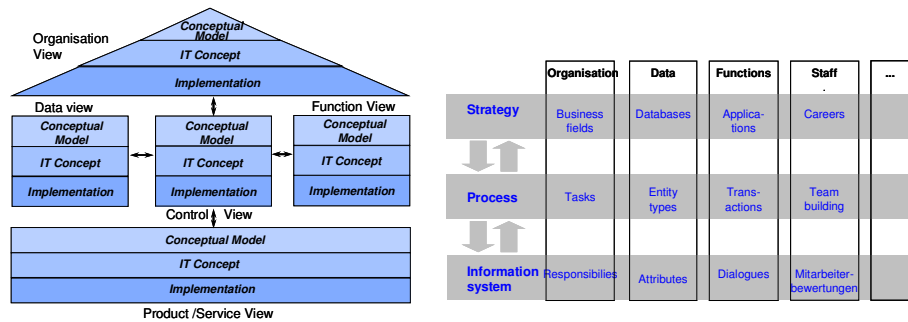 Organisation
View
Conceptual
Model
IT Concept
Implementation
Data view
Function View
Conceptual
Model
IT Concept
Implementation
Conceptual
Model
IT Concept
Implementation
Conceptual
Model
IT Concept
Implementation
Control View
Conceptual Model
IT Concept
Implementation
Product /Service View
Organisation
Data
Functions
Staff
.
...
Strategy
Business
fields
Databases
Applica-
tions
Careers
Process
Tasks
Entity
types
Trans-
actions
Team
building
Information
system
Responsibilies
Attributes
Dialogues
Mitarbeiter-
bewertungen